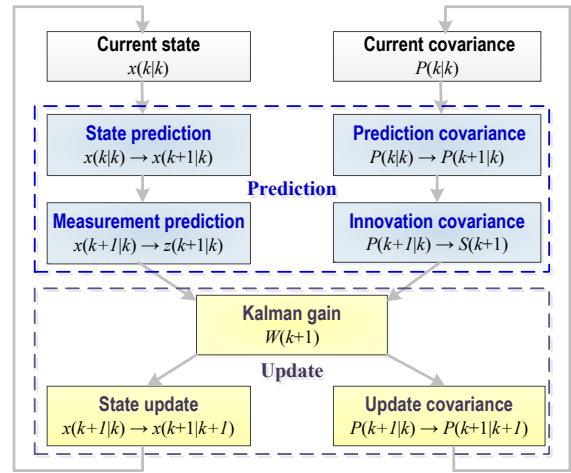 Current state
x(k|k)
Current covariance
P(k|k)
State prediction
x(k|k) → x(k+1|k)
Prediction covariance
P(k|k) → P(k+1|k)
Prediction
Measurement prediction
x(k+1|k) → z(k+1|k)
Innovation covariance
P(k+1|k) → S(k+1)
Kalman gain
W(k+1)
Update
State update
x(k+1|k) → x(k+1|k+1)
Update covariance
P(k+1|k) → P(k+1|k+1)